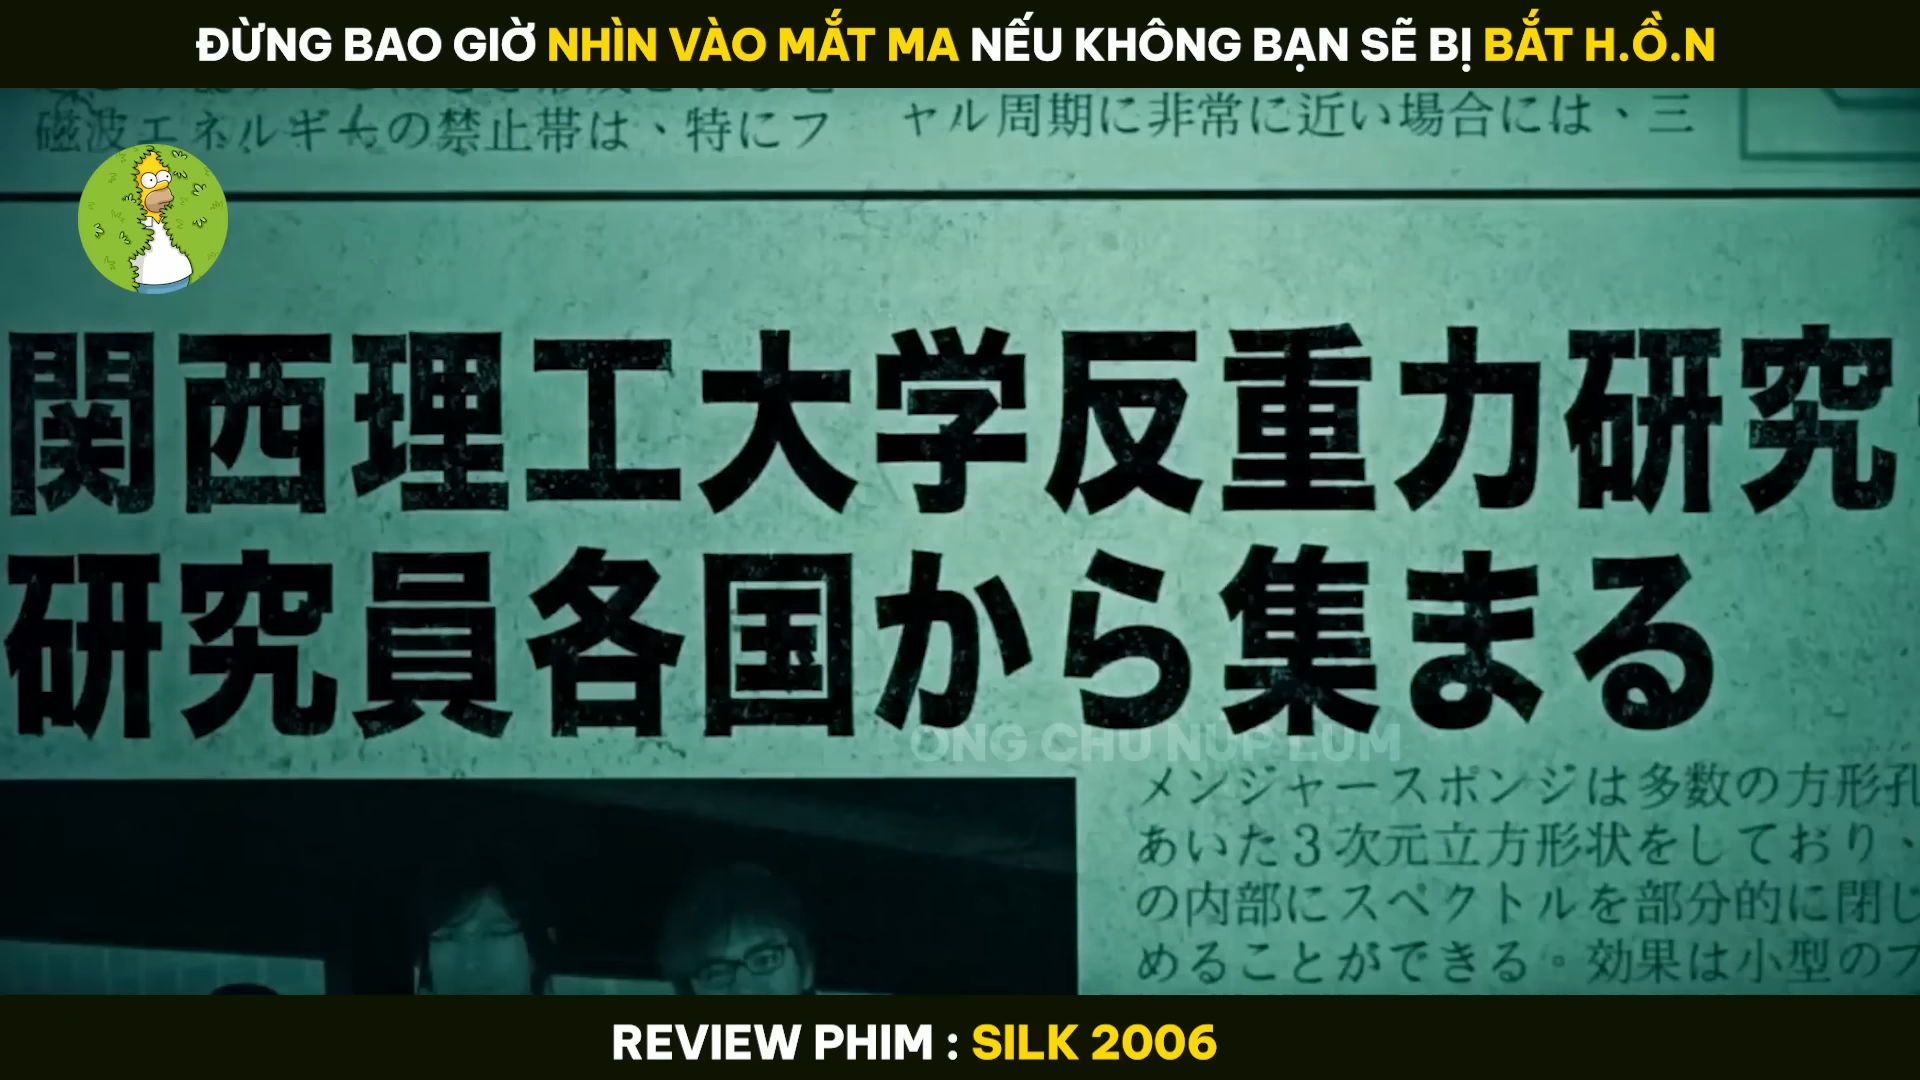 ĐỪNG BAO GIỜ NHÌN VÀO MẮT MA NẾU KHÔNG BẠN SẼ BỊ BẮT H.Ồ.N
磁波エネルギーの禁止帯は、特にフ
ャル周期に非常に近い場合には、三
関西理工大学反重力研究
研究員各国から集まる
ONG CHU NUP LUM
メンジャースポンジは多数の方形孔
あいた3次元立方形状をしており、
の内部にスペクトルを部分的に閉じ
めることができる。効果は小型のフ
REVIEW PHIM : SILK 2006